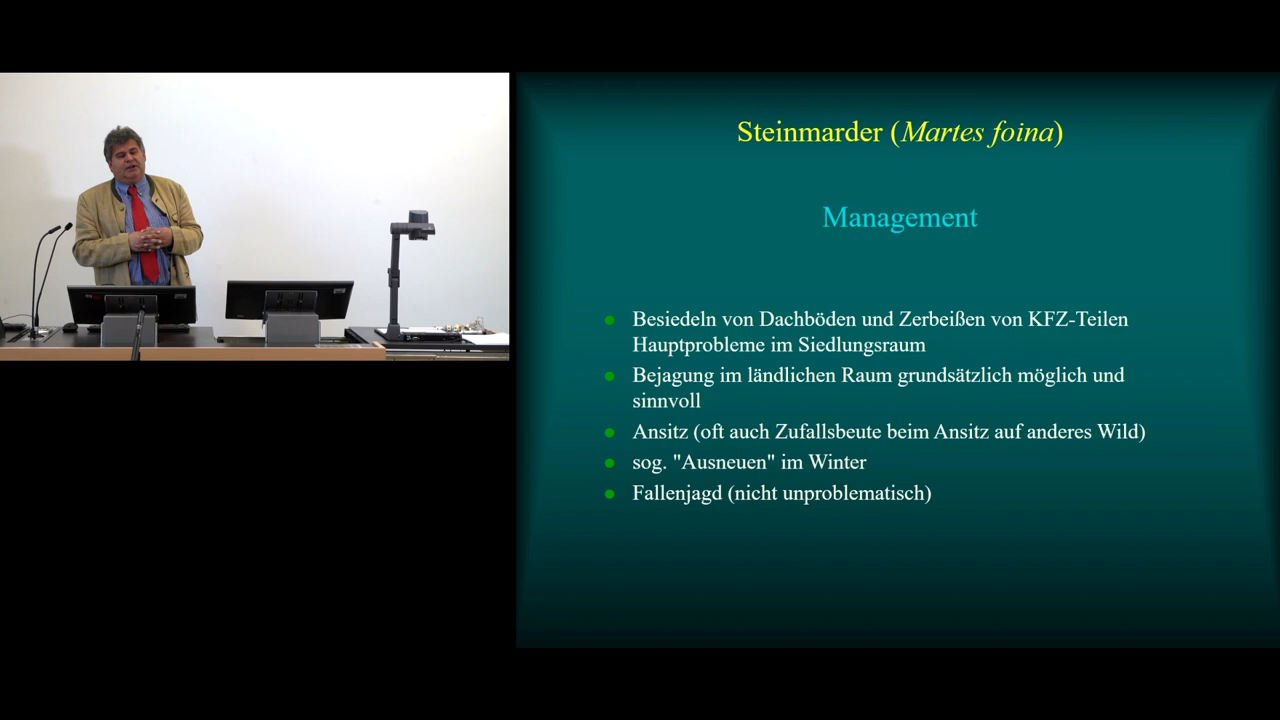 Steinmarder (Martes foina)
Management
Besiedeln von Dachböden und Zerbeißen von KFZ-Teilen
Hauptprobleme im Siedlungsraum
Bejagung im ländlichen Raum grundsätzlich möglich und
sinnvoll
Ansitz (oft auch Zufallsbeute beim Ansitz auf anderes Wild)
sog. "Ausneuen" im Winter
Fallenjagd (nicht unproblematisch)